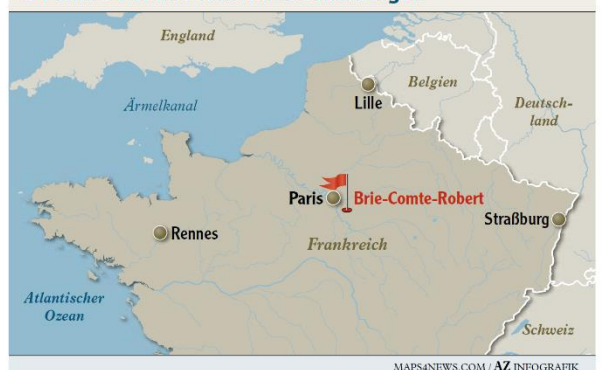 England
Ärmelkanal
Belgien
Lille
Deutsch-
land
Paris
Brie-Comte-Robert
Straßburg
Rennes
Frankreich
Atlantischer
Ozean
Schweiz
MAPS4NEWS.COM / AZ INFOGRAFIK